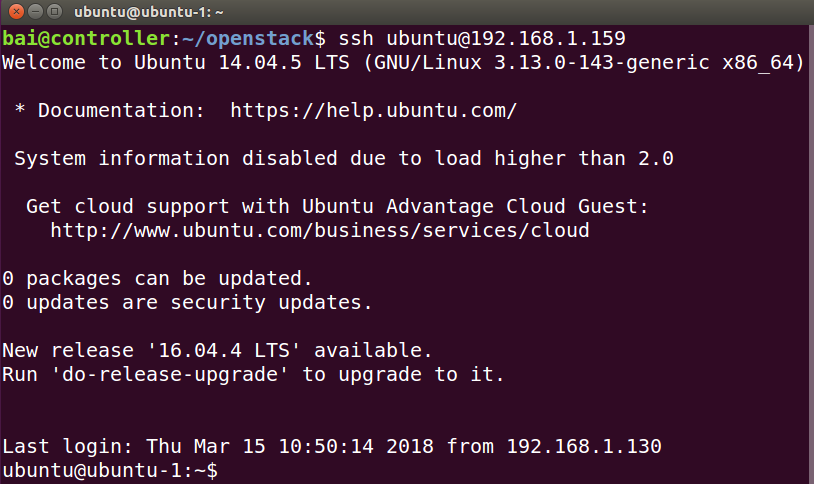 ubuntu@ubuntu-1: ~
bai@controller:~/openstack$ ssh ubuntu@192.168.1.159
Welcome to Ubuntu 14.04.5 LTS (GNU/Linux 3.13.0-143-generic x86_64)
* Documentation:  https://help.ubuntu.com/
System information disabled due to load higher than 2.0
Get cloud support with Ubuntu Advantage Cloud Guest:
http://www.ubuntu.com/business/services/cloud
0 packages can be updated.
0 updates are security updates.
New release '16.04.4 LTS' available.
Run 'do-release-upgrade' to upgrade to it.
Last login: Thu Mar 15 10:50:14 2018 from 192.168.1.130
ubuntu@ubuntu-1:~$